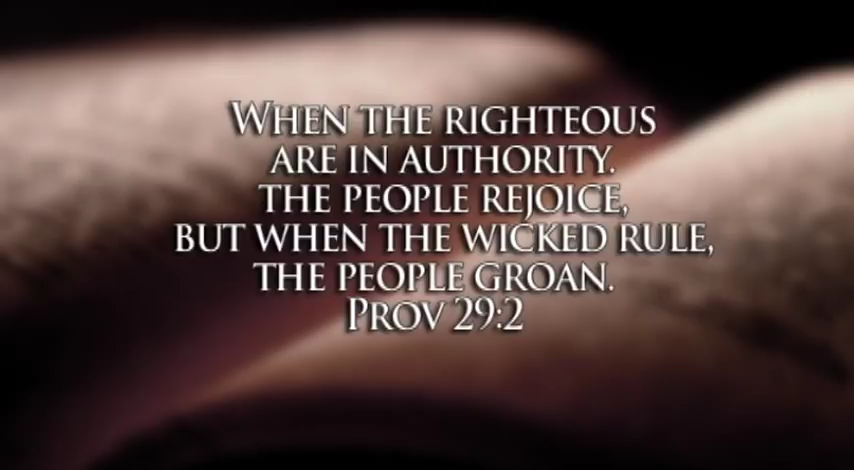 WHEN THE RIGHTEOUS
ARE IN AUTHORITY.
THE PEOPLE REJOICE,
BUT WHEN THE WICKED RULE,
THE PEOPLE GROAN.
PROV 29:2